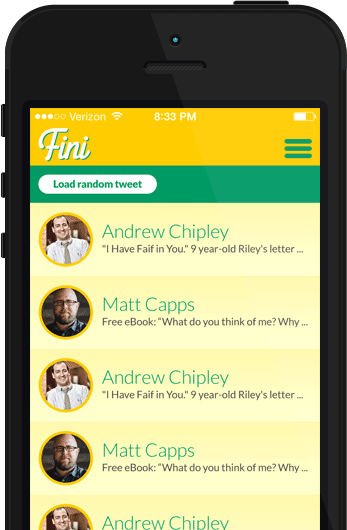 Verizon 8:33 PM
Fini
Load random tweet
Andrew Chipley
"I Have Faif in You." 9 year-old Riley's letter ...
Matt Capps
Free eBook: “What do you think of me? Why ...
Andrew Chipley
"I Have Faif in You." 9 year-old Riley's letter ...
Matt Capps
Free eBook: “What do you think of me? Why ...
Andrew Chipley